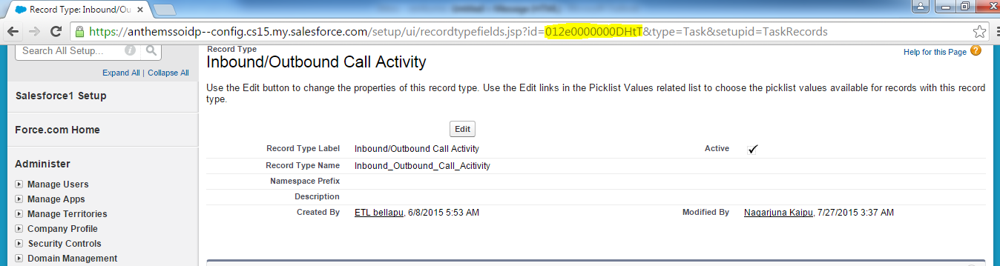 Record Type: Inbound/Ou
https://anthemssoidp--config.cs15.my.salesforce.com/setup/ui/recordtypefields.jsp?id=012e0000000DHtT&type=Task&setupid=TaskRecords
Search All Setup...
Expand All | Collapse All
Salesforce1 Setup
Force.com Home
Administer
Manage Users
Manage Apps
Manage Territories
Company Profile
Security Controls
Domain Management
Record Type
Inbound/Outbound Call Activity
Help for this Page
Use the Edit button to change the properties of this record type. Use the Edit links in the Picklist Values related list to choose the picklist values available for records with this record
type.
Edit
Record Type Label Inbound/Outbound Call Activity Active
Record Type Name Inbound_Outbound_Call_Acitivity
Namespace Prefix
Description
Created By ETL bellapu, 6/8/2015 5:53 AM Modified By Nagarjuna Kaipu, 7/27/2015 3:37 AM